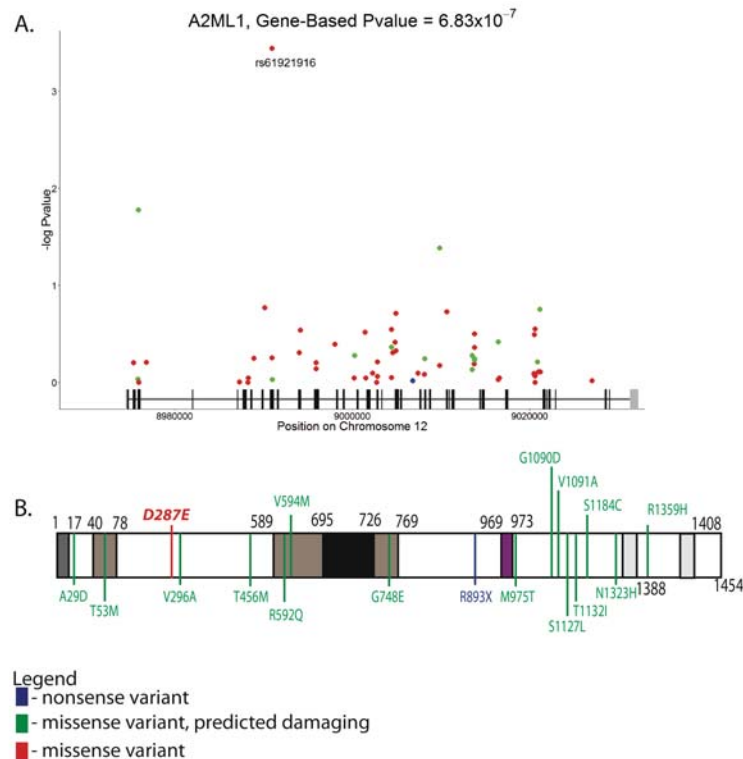 A.
A2ML1, Gene-Based Pvalue = 6.83x10⁻⁷
rs61921916
3
2
1
0
-log Pvalue
8980000 9000000 9020000
Position on Chromosome 12
B.
G1090D
V1091A
V594M S1184C R1359H
1 17 40 78 D287E 589 695 726 769 969 973 1408
A29D T53M V296A T456M R592Q G748E R893X M975T S1127L T1132I N1323H 1388 1454
Legend
- nonsense variant
- missense variant, predicted damaging
- missense variant